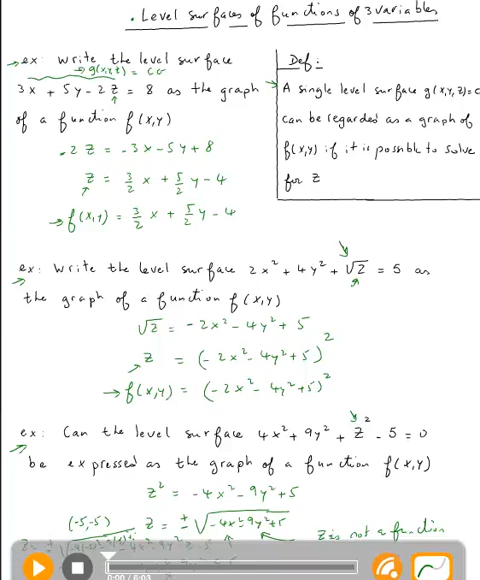 . Level surfaces of functions of 3 variables
→ ex: Write the level surface
→ g(x,y,z) = C
3x + 5y - 2z = 8 as the graph
of a function f(x,y)
-2z = -3x - 5y + 8
z = 3/2 x + 5/2 y - 4
→ f(x,y) = 3/2 x + 5/2 y - 4
Def:
→ A single level surface g(x,y,z)=c
can be regarded as a graph of
f(x,y) if it is possible to solve
for z
ex: Write the level surface 2x² + 4y² + √z = 5 as
→ the graph of a function f(x,y)
√z = -2x² - 4y² + 5
z = (-2x² - 4y² + 5)²
→ f(x,y) = (-2x² - 4y² + 5)²
ex: Can the level surface 4x² + 9y² + z² - 5 = 0
→ be expressed as the graph of a function f(x,y)
z² = -4x² - 9y² + 5
(-5,-5) z = ± √-4x² - 9y² + 5
z is not a function
0:00 / 6:03